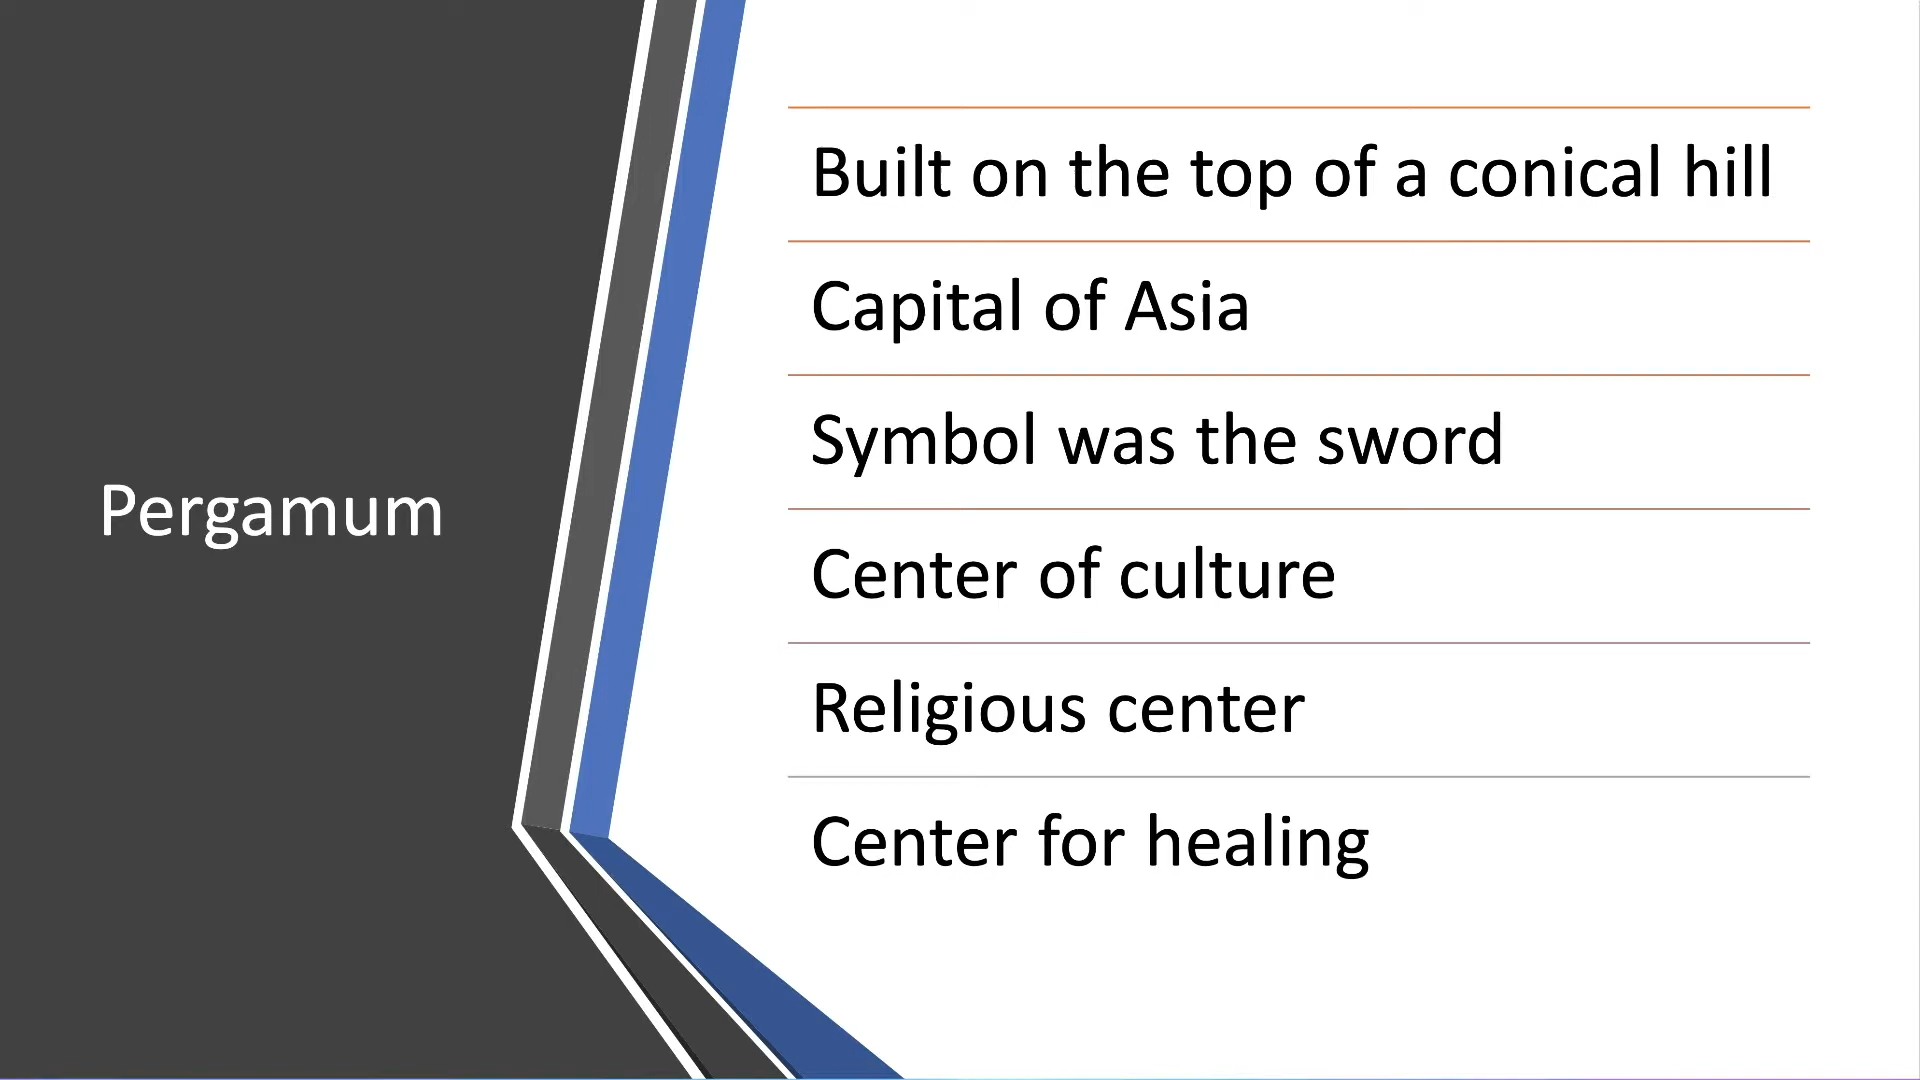 Pergamum
Built on the top of a conical hill
Capital of Asia
Symbol was the sword
Center of culture
Religious center
Center for healing